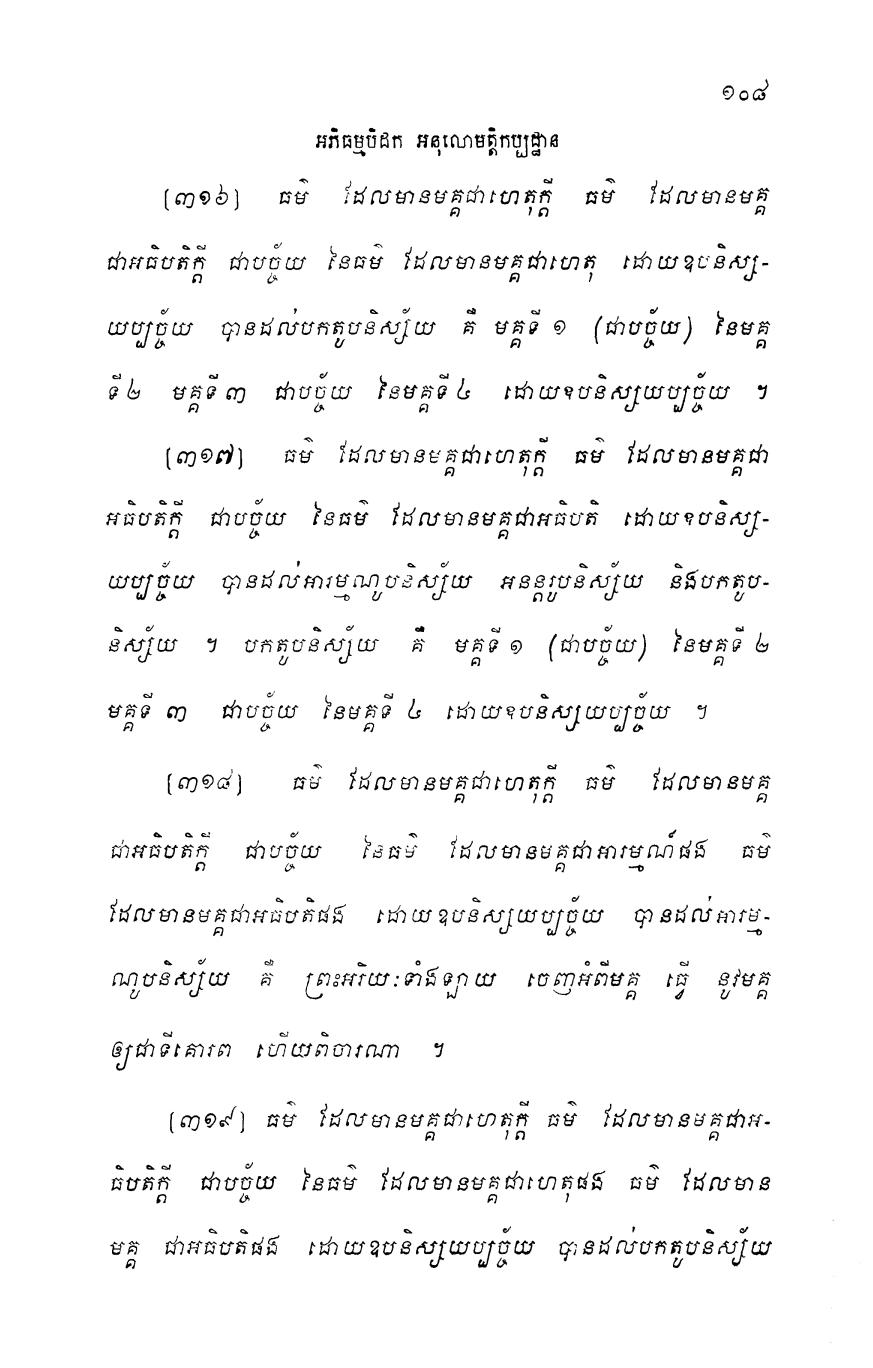 ១០៨
អភិធម្មបិដក អនុលោមត្តិកប្បដ្ឋាន
[៣១៦] ធម៌ ដែលមានមគ្គជាហេតុក្តី ធម៌ ដែលមានមគ្គ
ជាអធិបតិក្តី ជាបច្ច័យ នៃធម៌ ដែលមានមគ្គជាហេតុ ដោយឧបនិស្ស-
យប្បច្ច័យ បានដល់បកតូបនិស្ស័យ គឺ មគ្គទី ១ (ជាបច្ច័យ) នៃមគ្គ
ទី ២ មគ្គទី ៣ ជាបច្ច័យ នៃមគ្គទី ៤ ដោយឧបនិស្សយប្បច្ច័យ ។
[៣១៧] ធម៌ ដែលមានមគ្គជាហេតុក្តី ធម៌ ដែលមានមគ្គជា
អធិបតិក្តី ជាបច្ច័យ នៃធម៌ ដែលមានមគ្គជាអធិបតិ ដោយឧបនិស្ស-
យប្បច្ច័យ បានដល់អារម្មណូបនិស្ស័យ អនន្តរូបនិស្ស័យ និងបកតូប-
និស្ស័យ ។ បកតូបនិស្ស័យ គឺ មគ្គទី ១ (ជាបច្ច័យ) នៃមគ្គទី ២
មគ្គទី ៣ ជាបច្ច័យ នៃមគ្គទី ៤ ដោយឧបនិស្សយប្បច្ច័យ ។
[៣១៨] ធម៌ ដែលមានមគ្គជាហេតុក្តី ធម៌ ដែលមានមគ្គ
ជាអធិបតិក្តី ជាបច្ច័យ នៃធម៌ ដែលមានមគ្គជាអារម្មណ៍ផង ធម៌
ដែលមានមគ្គជាអធិបតិផង ដោយឧបនិស្សយប្បច្ច័យ បានដល់អារម្ម-
ណូបនិស្ស័យ គឺ ព្រះអរិយៈទាំងឡាយ ចេញអំពីមគ្គ ធ្វើ នូវមគ្គ
ឲ្យជាទីគោរព ហើយពិចារណា ។
[៣១៩] ធម៌ ដែលមានមគ្គជាហេតុក្តី ធម៌ ដែលមានមគ្គជាអ-
ធិបតិក្តី ជាបច្ច័យ នៃធម៌ ដែលមានមគ្គជាហេតុផង ធម៌ ដែលមាន
មគ្គ ជាអធិបតិផង ដោយឧបនិស្សយប្បច្ច័យ បានដល់បកតូបនិស្ស័យ